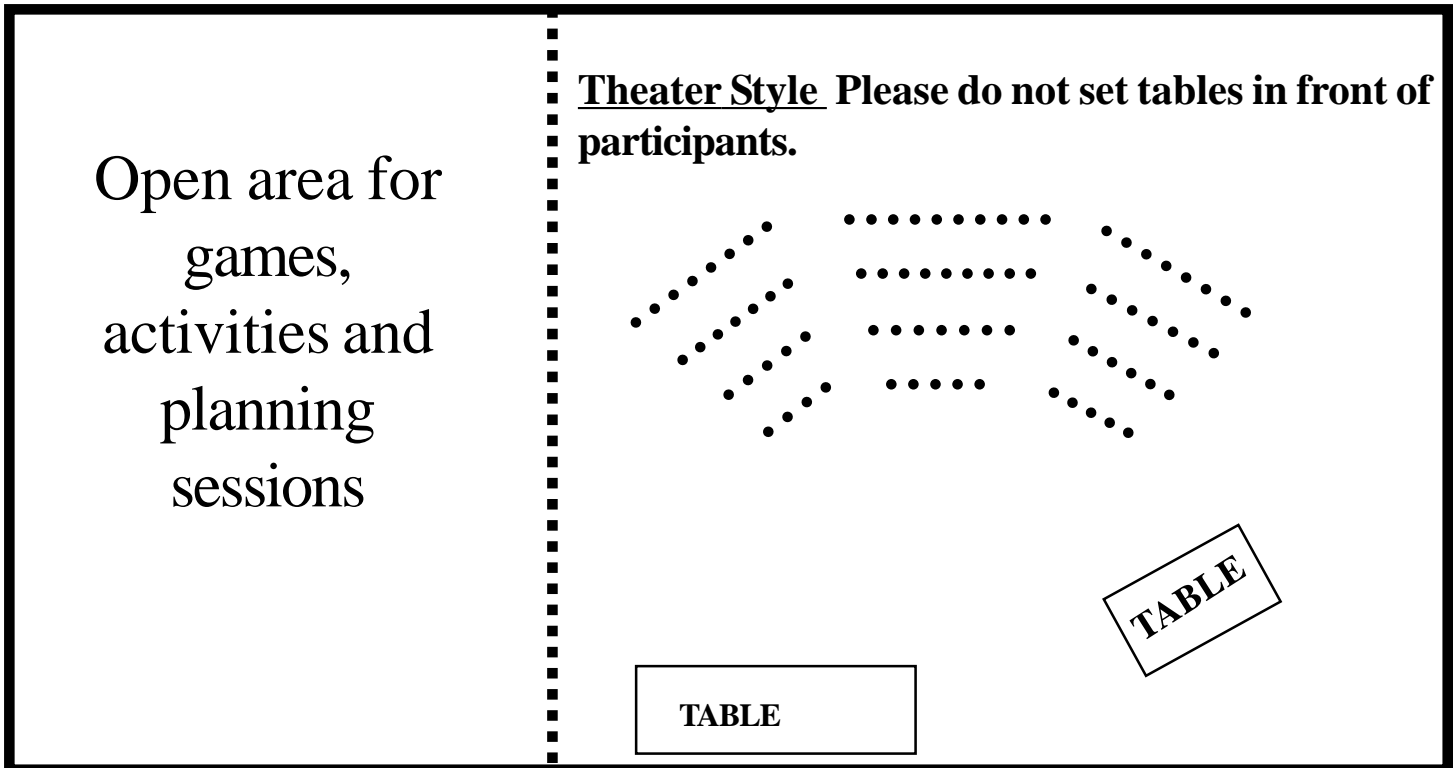 Open area for
games,
activities and
planning
sessions
Theater Style  Please do not set tables in front of
participants.
TABLE
TABLE